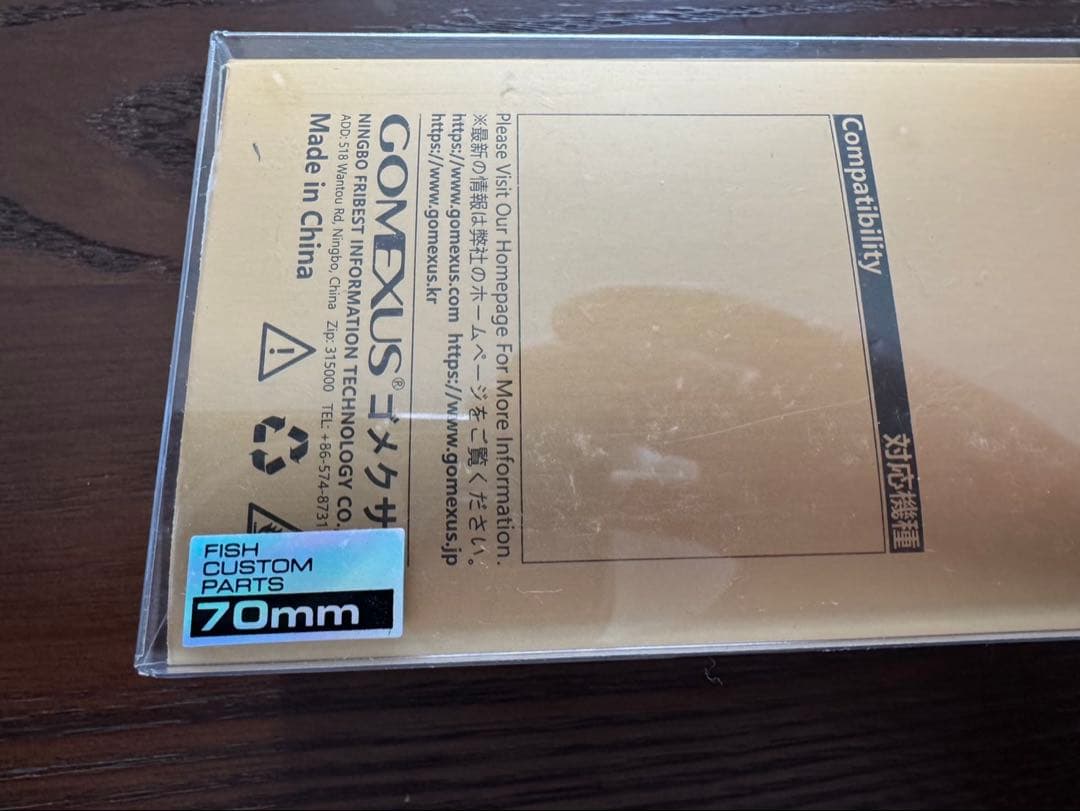 Compatibility 対応機種
Please Visit Our Homepage For More Information.
※最新の情報は弊社のホームページをご覧ください。
https://www.gomexus.com https://www.gomexus.jp
https://www.gomexus.kr
GOMEXUS® ゴメクサ
NINGBO FRIBEST INFORMATION TECHNOLOGY CO.,
ADD: 518 Wantou Rd, Ningbo, China Zip: 315000 TEL: +86-574-8731
Made in China
FISH
CUSTOM
PARTS
70mm